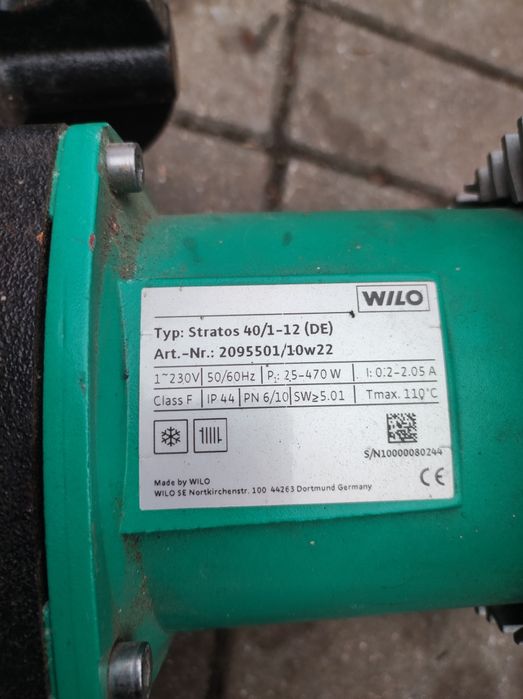 WILO
Typ: Stratos 40/1-12 (DE)
Art.-Nr.: 2095501/10w22
1~230V 50/60Hz P₁: 25-470 W I: 0.2-2.05 A
Class F IP 44 PN 6/10 SW≥5.01 Tmax. 110°C
S/N10000080244
Made by WILO
WILO SE Nortkirchenstr. 100 44263 Dortmund Germany
CE